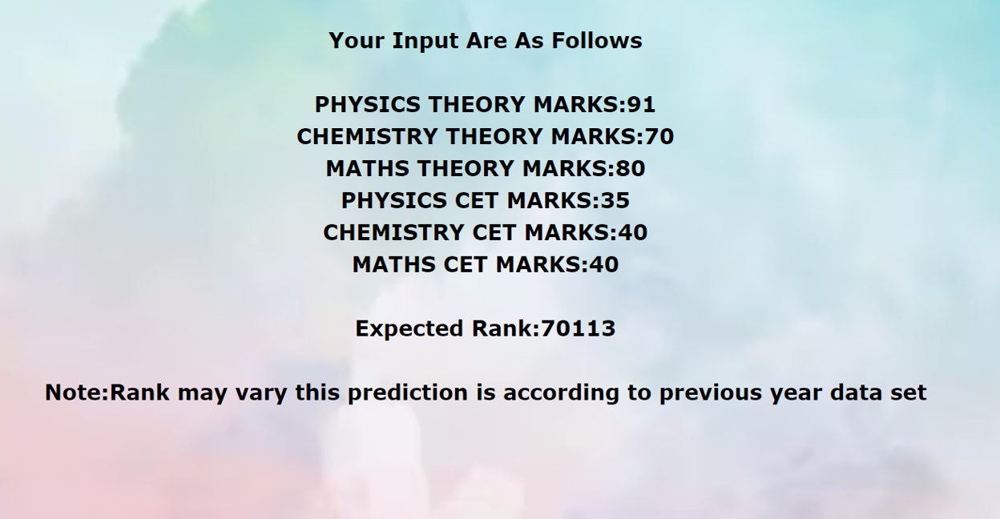 Your Input Are As Follows
PHYSICS THEORY MARKS:91
CHEMISTRY THEORY MARKS:70
MATHS THEORY MARKS:80
PHYSICS CET MARKS:35
CHEMISTRY CET MARKS:40
MATHS CET MARKS:40
Expected Rank:70113
Note:Rank may vary this prediction is according to previous year data set